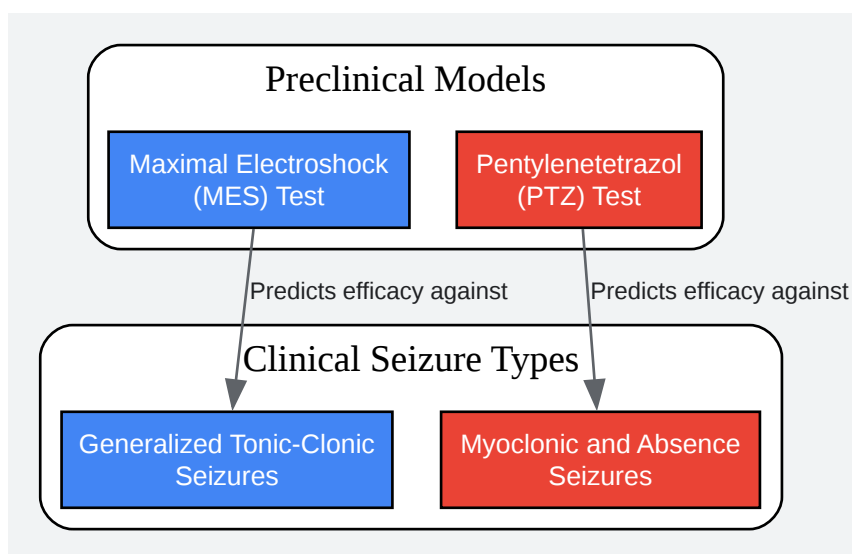 Preclinical Models
Maximal Electroshock
(MES) Test
Pentylenetetrazol
(PTZ) Test
Predicts efficacy against
Predicts efficacy against
Clinical Seizure Types
Generalized Tonic-Clonic
Seizures
Myoclonic and Absence
Seizures